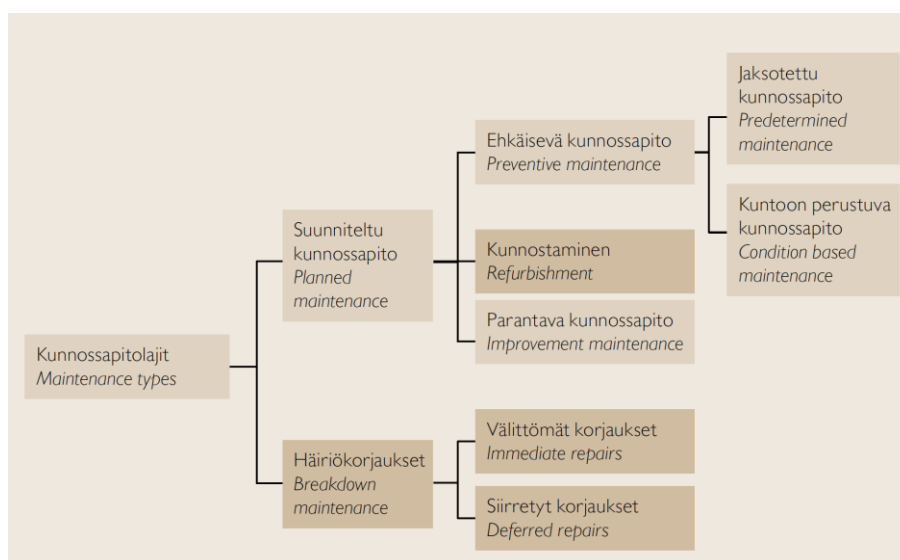 Kunnossapitolajit
Maintenance types
Suunniteltu
kunnossapito
Planned
maintenance
Ehkäisevä kunnossapito
Preventive maintenance
Jaksotettu
kunnossapito
Predetermined
maintenance
Kuntoon perustuva
kunnossapito
Condition based
maintenance
Kunnostaminen
Refurbishment
Parantava kunnossapito
Improvement maintenance
Häiriökorjaukset
Breakdown
maintenance
Välittömät korjaukset
Immediate repairs
Siirretyt korjaukset
Deferred repairs